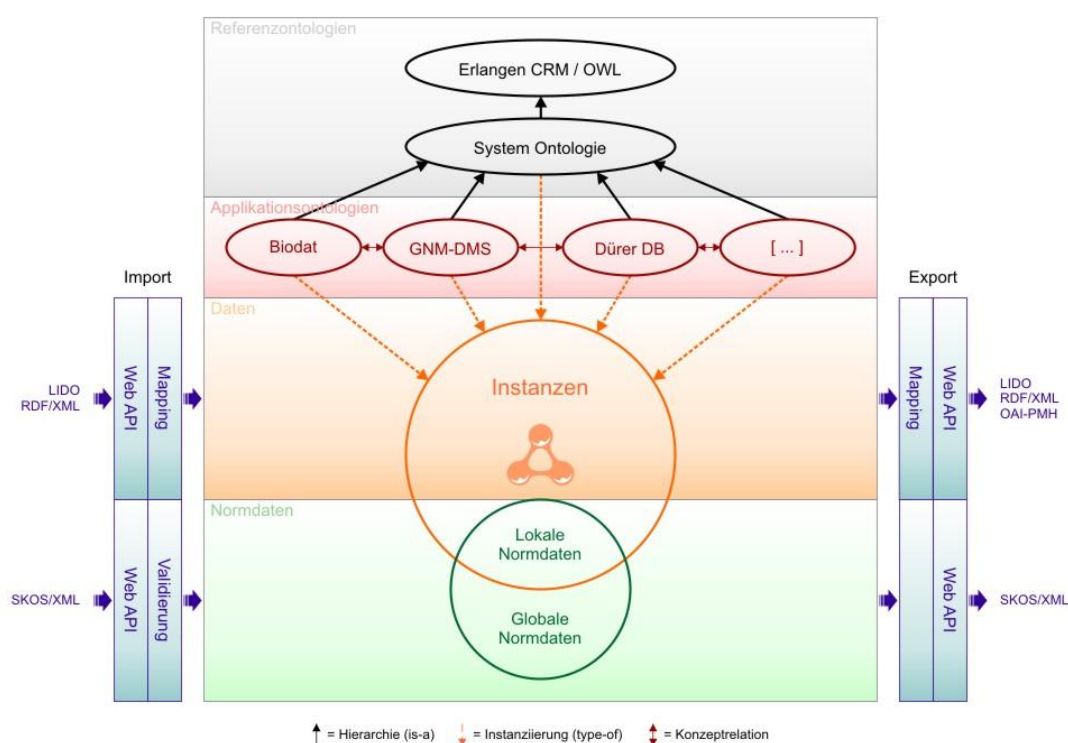 Referenzontologien
Erlangen CRM / OWL
System Ontologie
Applikationsontologien
Biodat
GNM-DMS
Dürer DB
[ ... ]
Import
Export
Daten
Instanzen
LIDO
RDF/XML
Web API
Mapping
Mapping
Web API
LIDO
RDF/XML
OAI-PMH
Normdaten
Lokale
Normdaten
Globale
Normdaten
SKOS/XML
Web API
Validierung
Web API
SKOS/XML
= Hierarchie (is-a)
= Instanziierung (type-of)
= Konzeptrelation